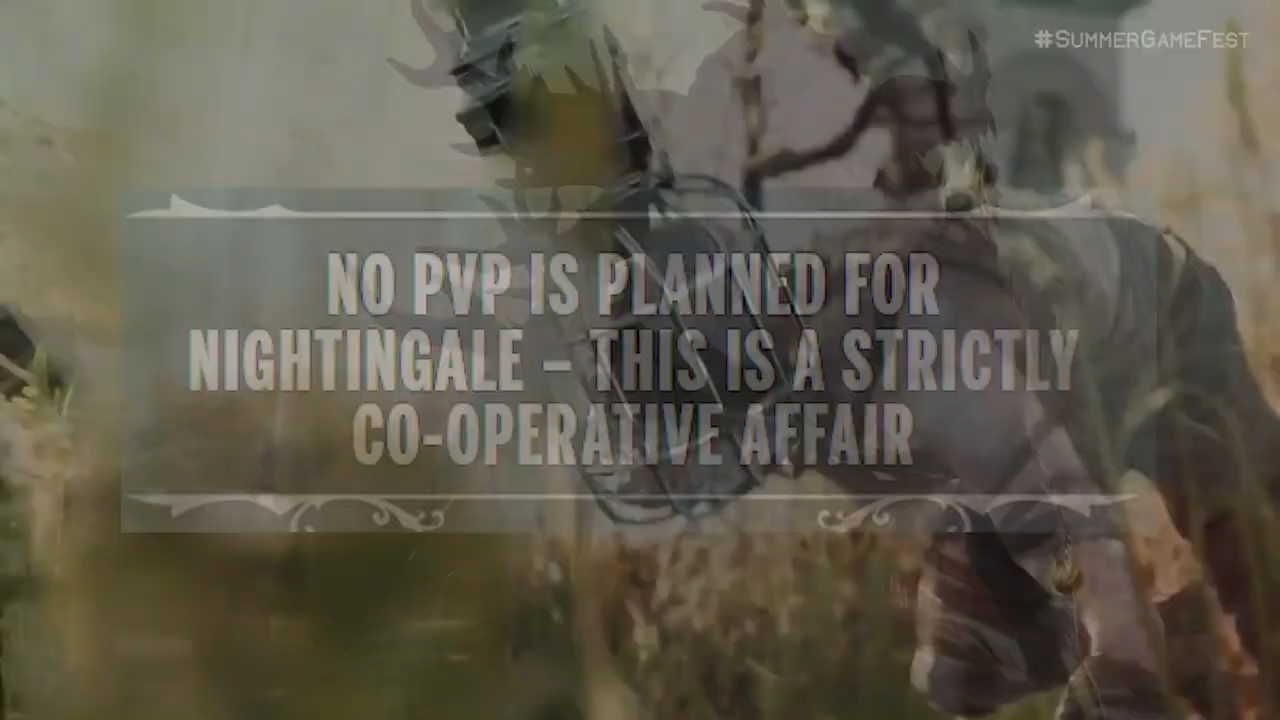 #SUMMERGAMEFEST
NO PVP IS PLANNED FOR
NIGHTINGALE – THIS IS A STRICTLY
CO-OPERATIVE AFFAIR